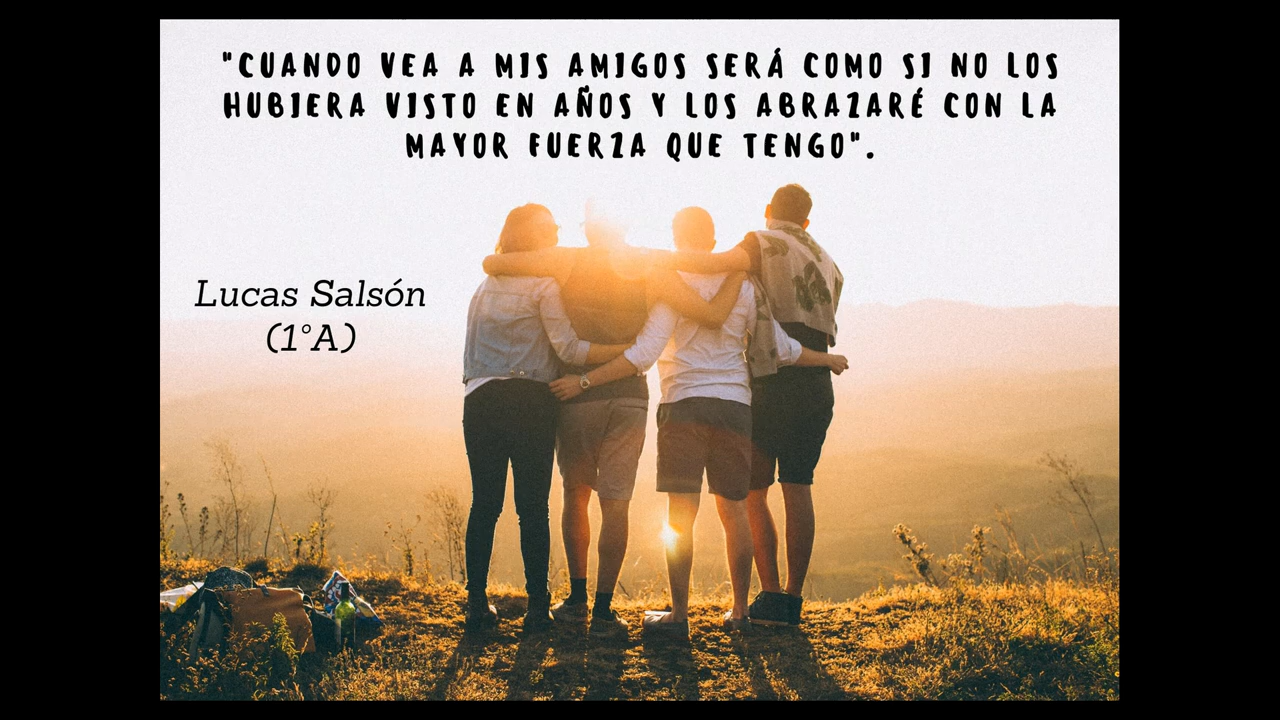 "CUANDO VEA A MIS AMIGOS SERÁ COMO SI NO LOS
HUBIERA VISTO EN AÑOS Y LOS ABRAZARÉ CON LA
MAYOR FUERZA QUE TENGO".
Lucas Salsón
(1°A)